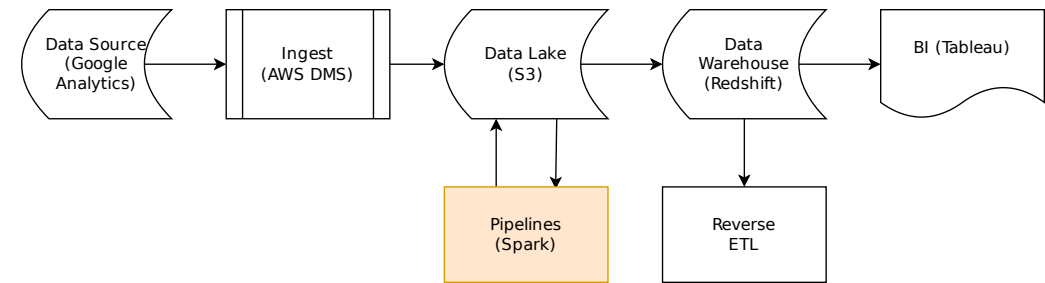 Data Source
(Google
Analytics)
Ingest
(AWS DMS)
Data Lake
(S3)
Data
Warehouse
(Redshift)
BI (Tableau)
Pipelines
(Spark)
Reverse
ETL